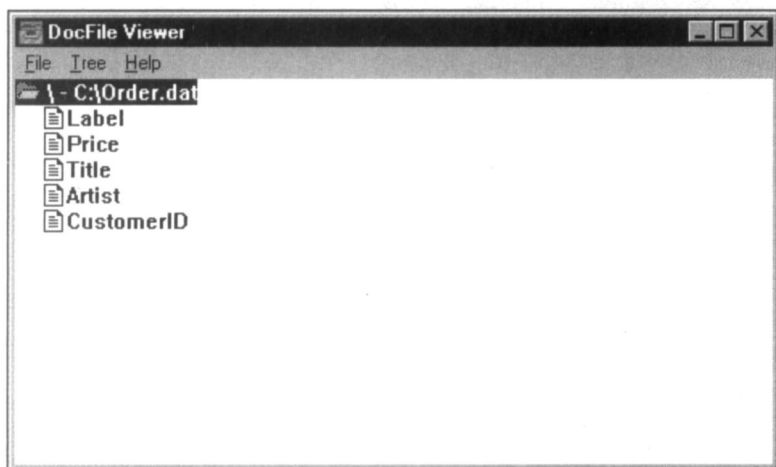 DocFile Viewer
File Tree Help
\ - C:\Order.dat
Label
Price
Title
Artist
CustomerID